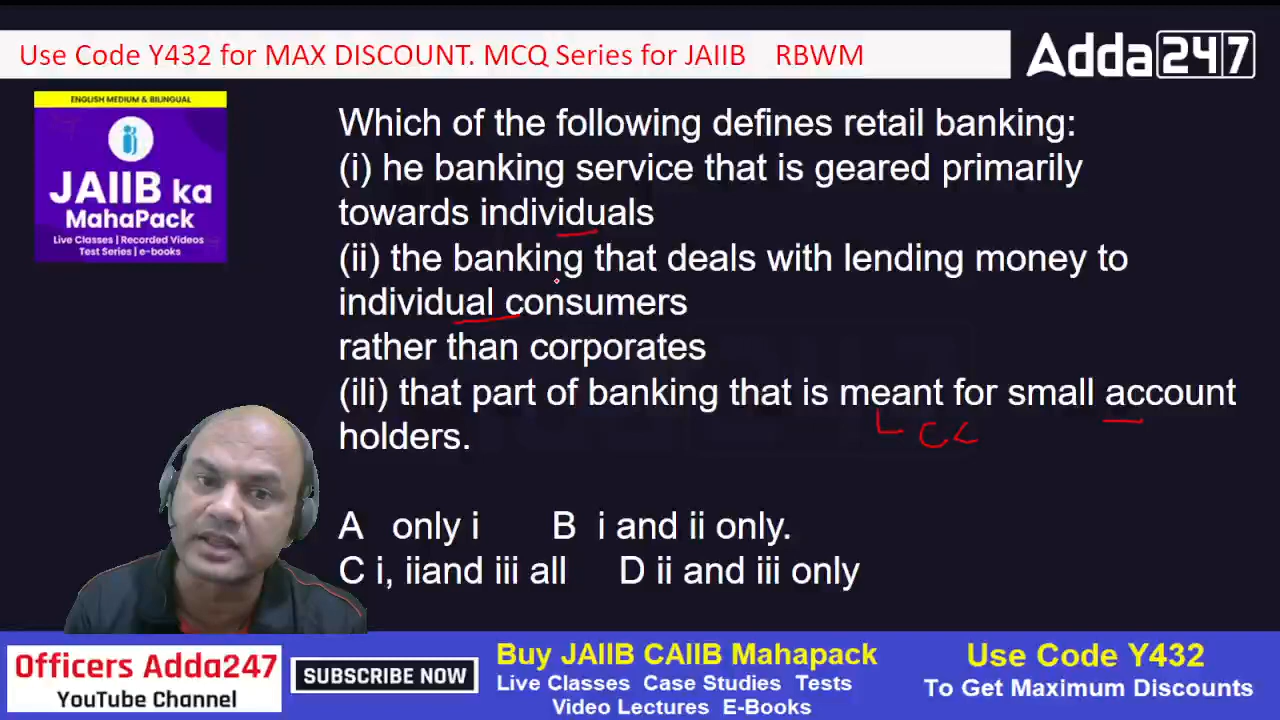 Use Code Y432 for MAX DISCOUNT. MCQ Series for JAIIB RBWM
Adda247
ENGLISH MEDIUM & BILINGUAL
JAIIB ka
MahaPack
Live Classes | Recorded Videos
Test Series | e-books
Which of the following defines retail banking:
(i) he banking service that is geared primarily
towards individuals
(ii) the banking that deals with lending money to
individual consumers
rather than corporates
(ili) that part of banking that is meant for small account
holders.
A only i B i and ii only.
C i, iiand iii all D ii and iii only
Officers Adda247
YouTube Channel
SUBSCRIBE NOW
Buy JAIIB CAIIB Mahapack
Live Classes Case Studies Tests
Video Lectures E-Books
Use Code Y432
To Get Maximum Discounts